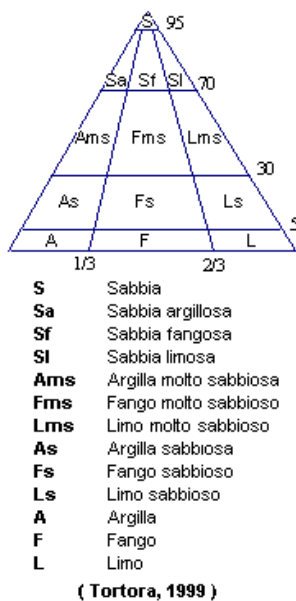 S 95
Sa Sf Sl 70
Ams Fms Lms
30
As Fs Ls
5
A F L
1/3 2/3
S Sabbia
Sa Sabbia argillosa
Sf Sabbia fangosa
Sl Sabbia limosa
Ams Argilla molto sabbiosa
Fms Fango molto sabbioso
Lms Limo molto sabbioso
As Argilla sabbiosa
Fs Fango sabbioso
Ls Limo sabbioso
A Argilla
F Fango
L Limo
( Tortora, 1999 )